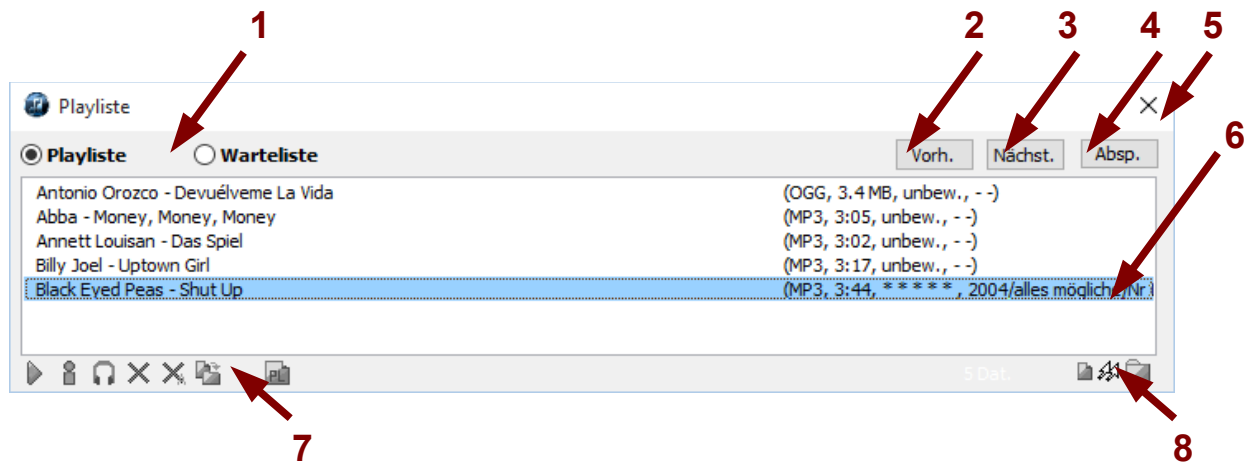 1 2 3 4 5
Playliste
6
Playliste Warteliste Vorh. Nächst. Absp.
Antonio Orozco - Devuélveme La Vida (OGG, 3.4 MB, unbew., - -)
Abba - Money, Money, Money (MP3, 3:05, unbew., - -)
Annett Louisan - Das Spiel (MP3, 3:02, unbew., - -)
Billy Joel - Uptown Girl (MP3, 3:17, unbew., - -)
Black Eyed Peas - Shut Up (MP3, 3:44, * * * * * , 2004/alles mögliche/Nr
5 Dat.
7 8